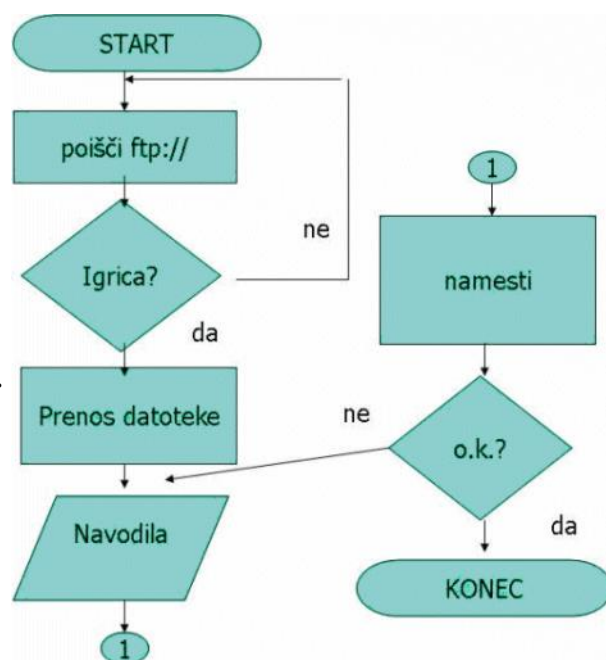 START
poišči ftp://
ne
Igrica?
da
Prenos datoteke
Navodila
1
1
namesti
ne
o.k.?
da
KONEC